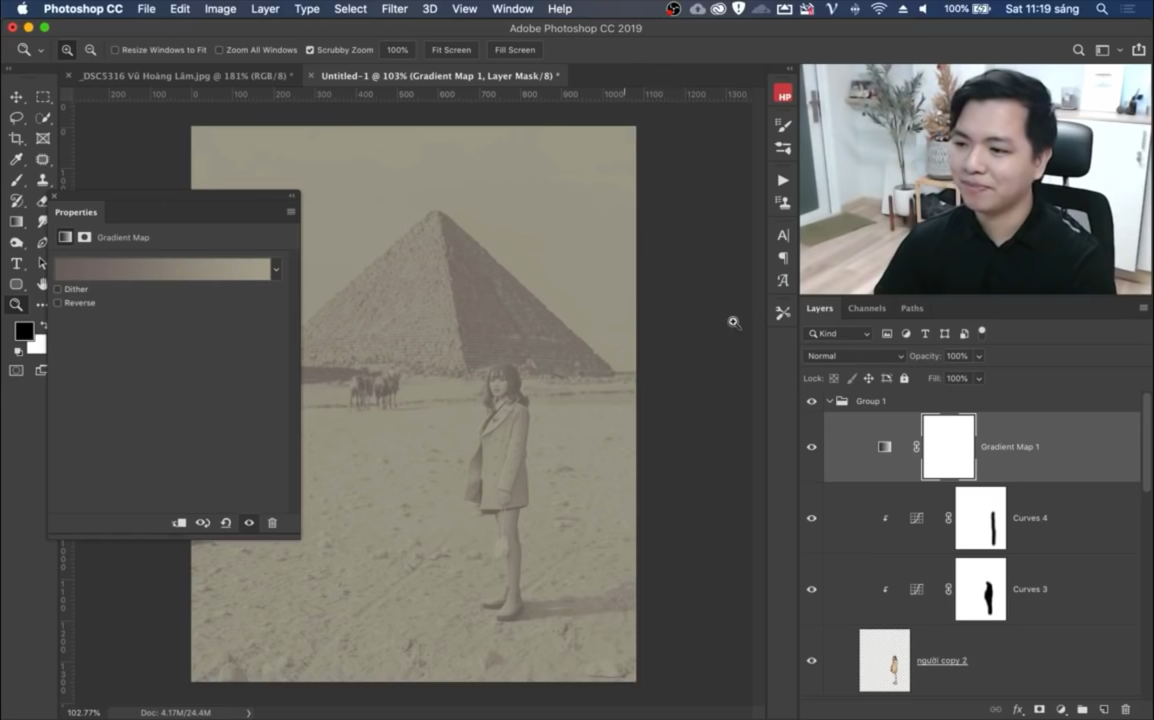 Photoshop CC File Edit Image Layer Type Select Filter 3D View Window Help 100% Sat 11:19 sáng
Adobe Photoshop CC 2019
Resize Windows to Fit Zoom All Windows Scrubby Zoom 100% Fit Screen Fill Screen
_DSC5316 Vũ Hoàng Lâm.jpg @ 181% (RGB/8) * Untitled-1 @ 103% (Gradient Map 1, Layer Mask/8) *
200 100 0 100 200 300 400 500 600 700 800 900 1000 1100 1200 1300
HP
Properties
Gradient Map
Dither
Reverse
Layers Channels Paths
Kind
Normal Opacity: 100%
Lock: Fill: 100%
Group 1
Gradient Map 1
Curves 4
Curves 3
người copy 2
102.77% Doc: 4.17M/24.4M